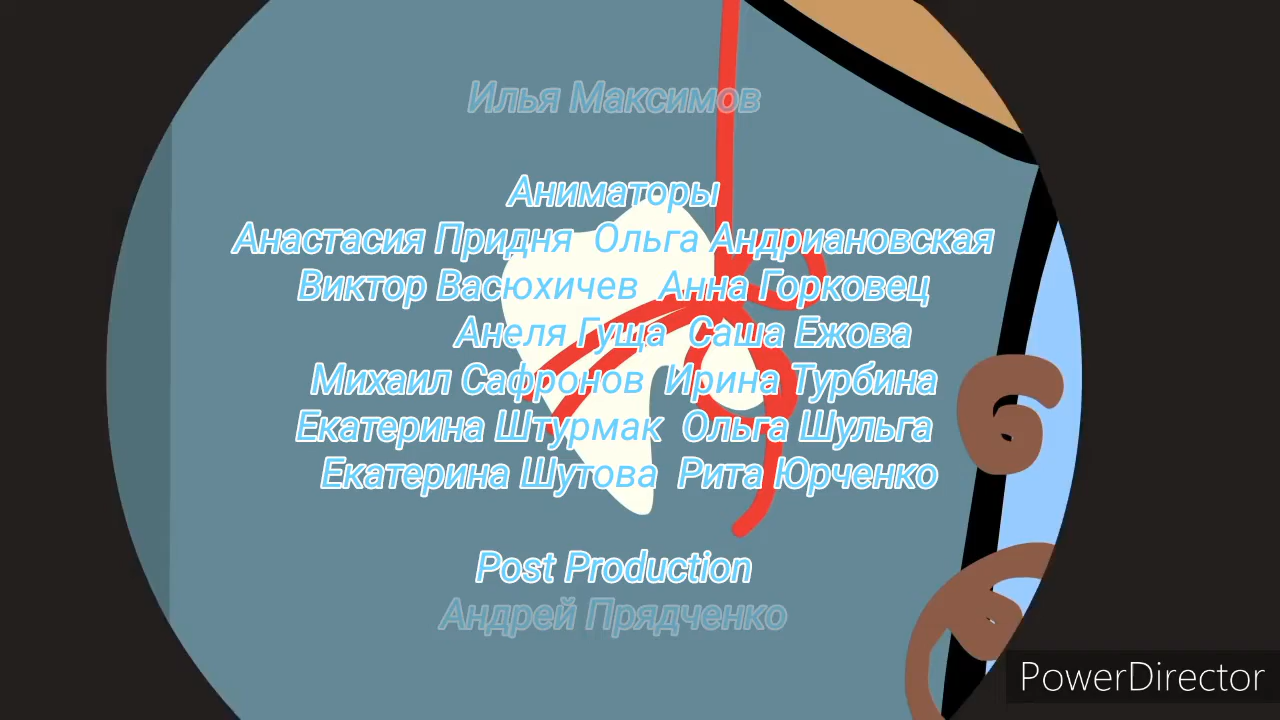 Илья Максимов
Аниматоры
Анастасия Придня Ольга Андриановская
Виктор Васюхичев Анна Горковец
Анеля Гуща Саша Ежова
Михаил Сафронов Ирина Турбина
Екатерина Штурмак Ольга Шульга
Екатерина Шутова Рита Юрченко
Post Production
Андрей Прядченко
PowerDirector